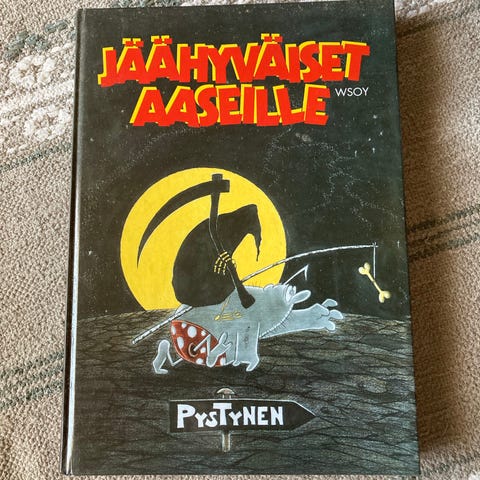 JÄÄHYVÄISET
AASEILLE
WSOY
PYSTYNEN